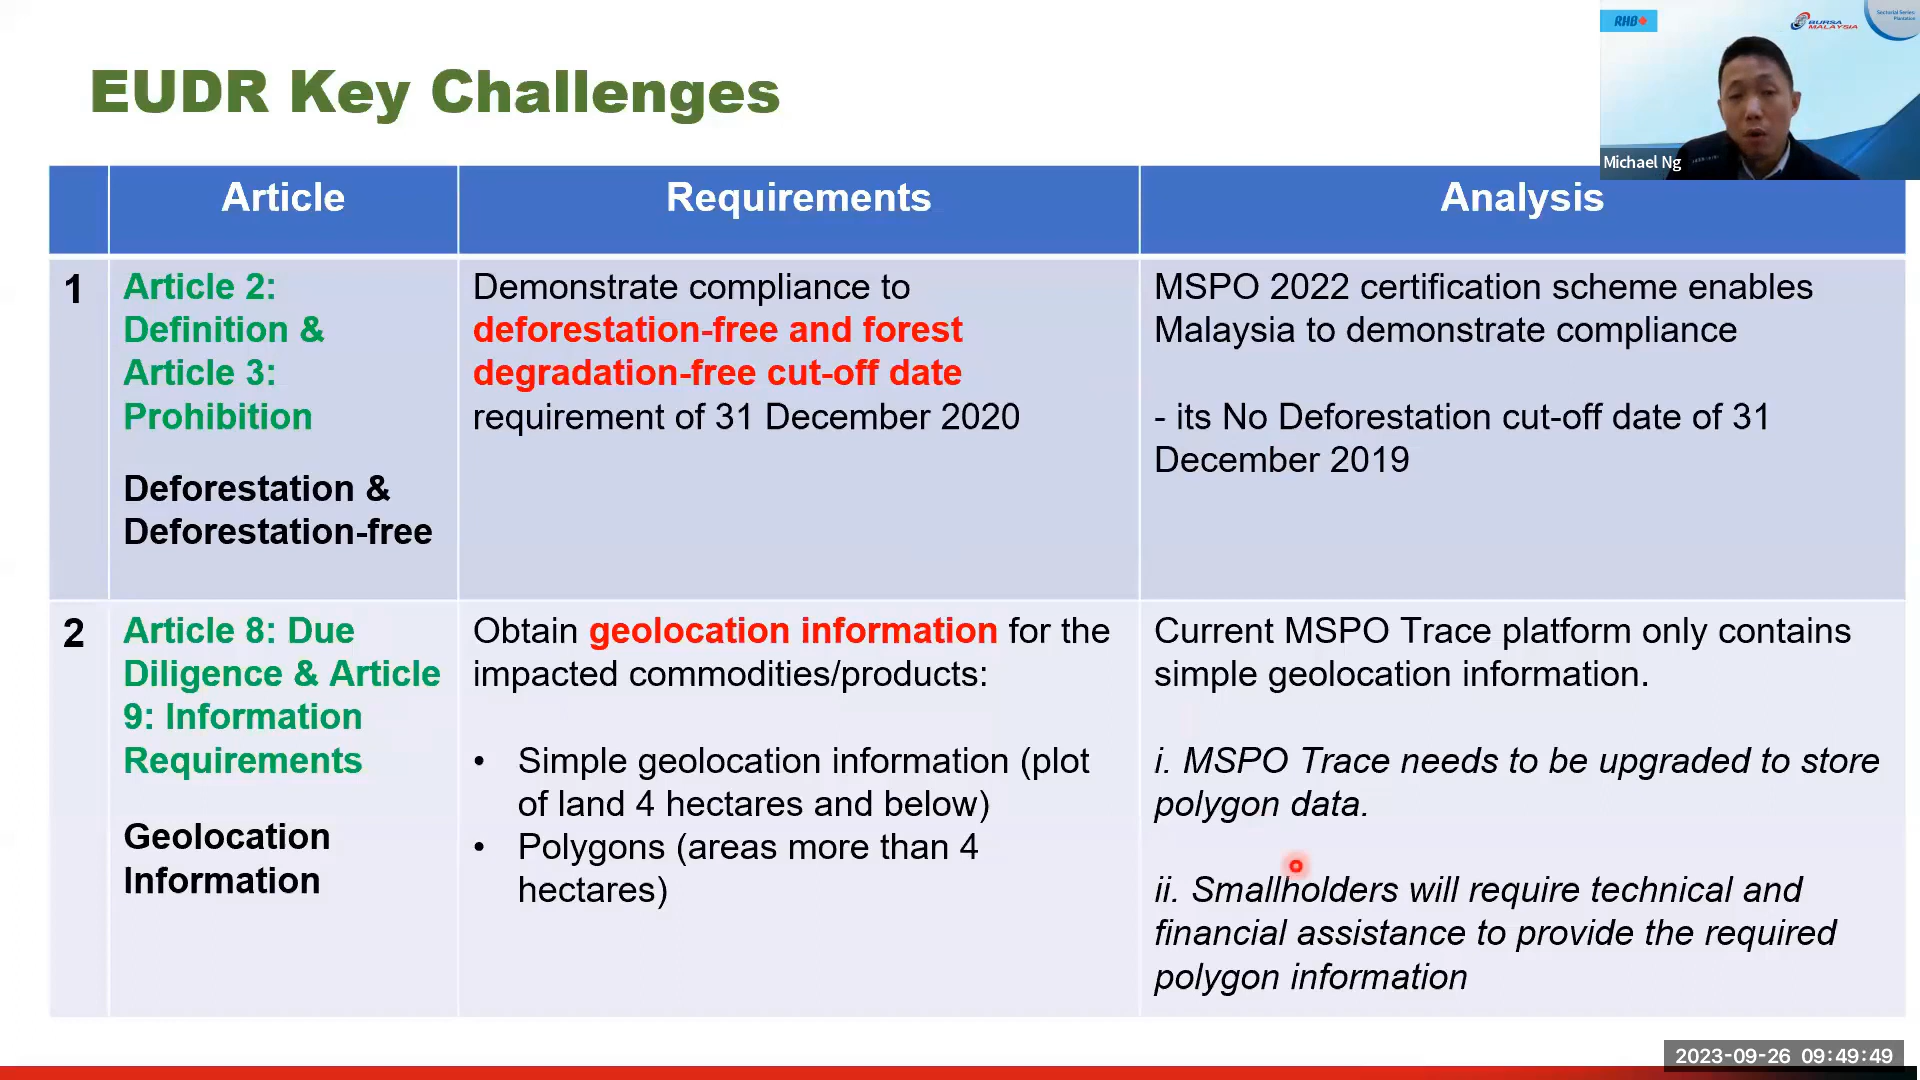 EUDR Key Challenges
RHB
BURSA
MALAYSIA
Sectorial Series:
Plantation
Michael Ng
Article
Requirements
Analysis
1
Article 2:
Definition &
Article 3:
Prohibition
Deforestation &
Deforestation-free
Demonstrate compliance to
deforestation-free and forest
degradation-free cut-off date
requirement of 31 December 2020
MSPO 2022 certification scheme enables
Malaysia to demonstrate compliance
- its No Deforestation cut-off date of 31
December 2019
2
Article 8: Due
Diligence & Article
9: Information
Requirements
Geolocation
Information
Obtain geolocation information for the
impacted commodities/products:
• Simple geolocation information (plot
of land 4 hectares and below)
• Polygons (areas more than 4
hectares)
Current MSPO Trace platform only contains
simple geolocation information.
i. MSPO Trace needs to be upgraded to store
polygon data.
ii. Smallholders will require technical and
financial assistance to provide the required
polygon information
2023-09-26 09:49:49